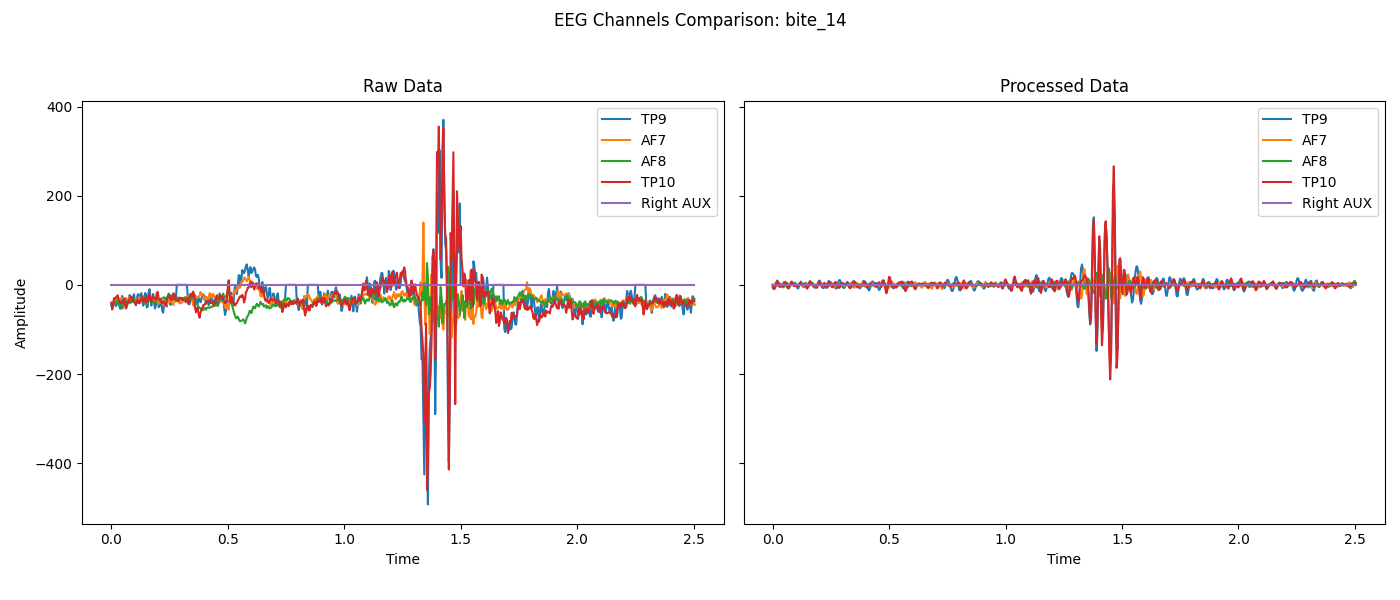 EEG Channels Comparison: bite_14
Raw Data
Processed Data
400
200
0
−200
−400
Amplitude
0.0
0.5
1.0
1.5
2.0
2.5
Time
TP9
AF7
AF8
TP10
Right AUX
0.0
0.5
1.0
1.5
2.0
2.5
Time
TP9
AF7
AF8
TP10
Right AUX